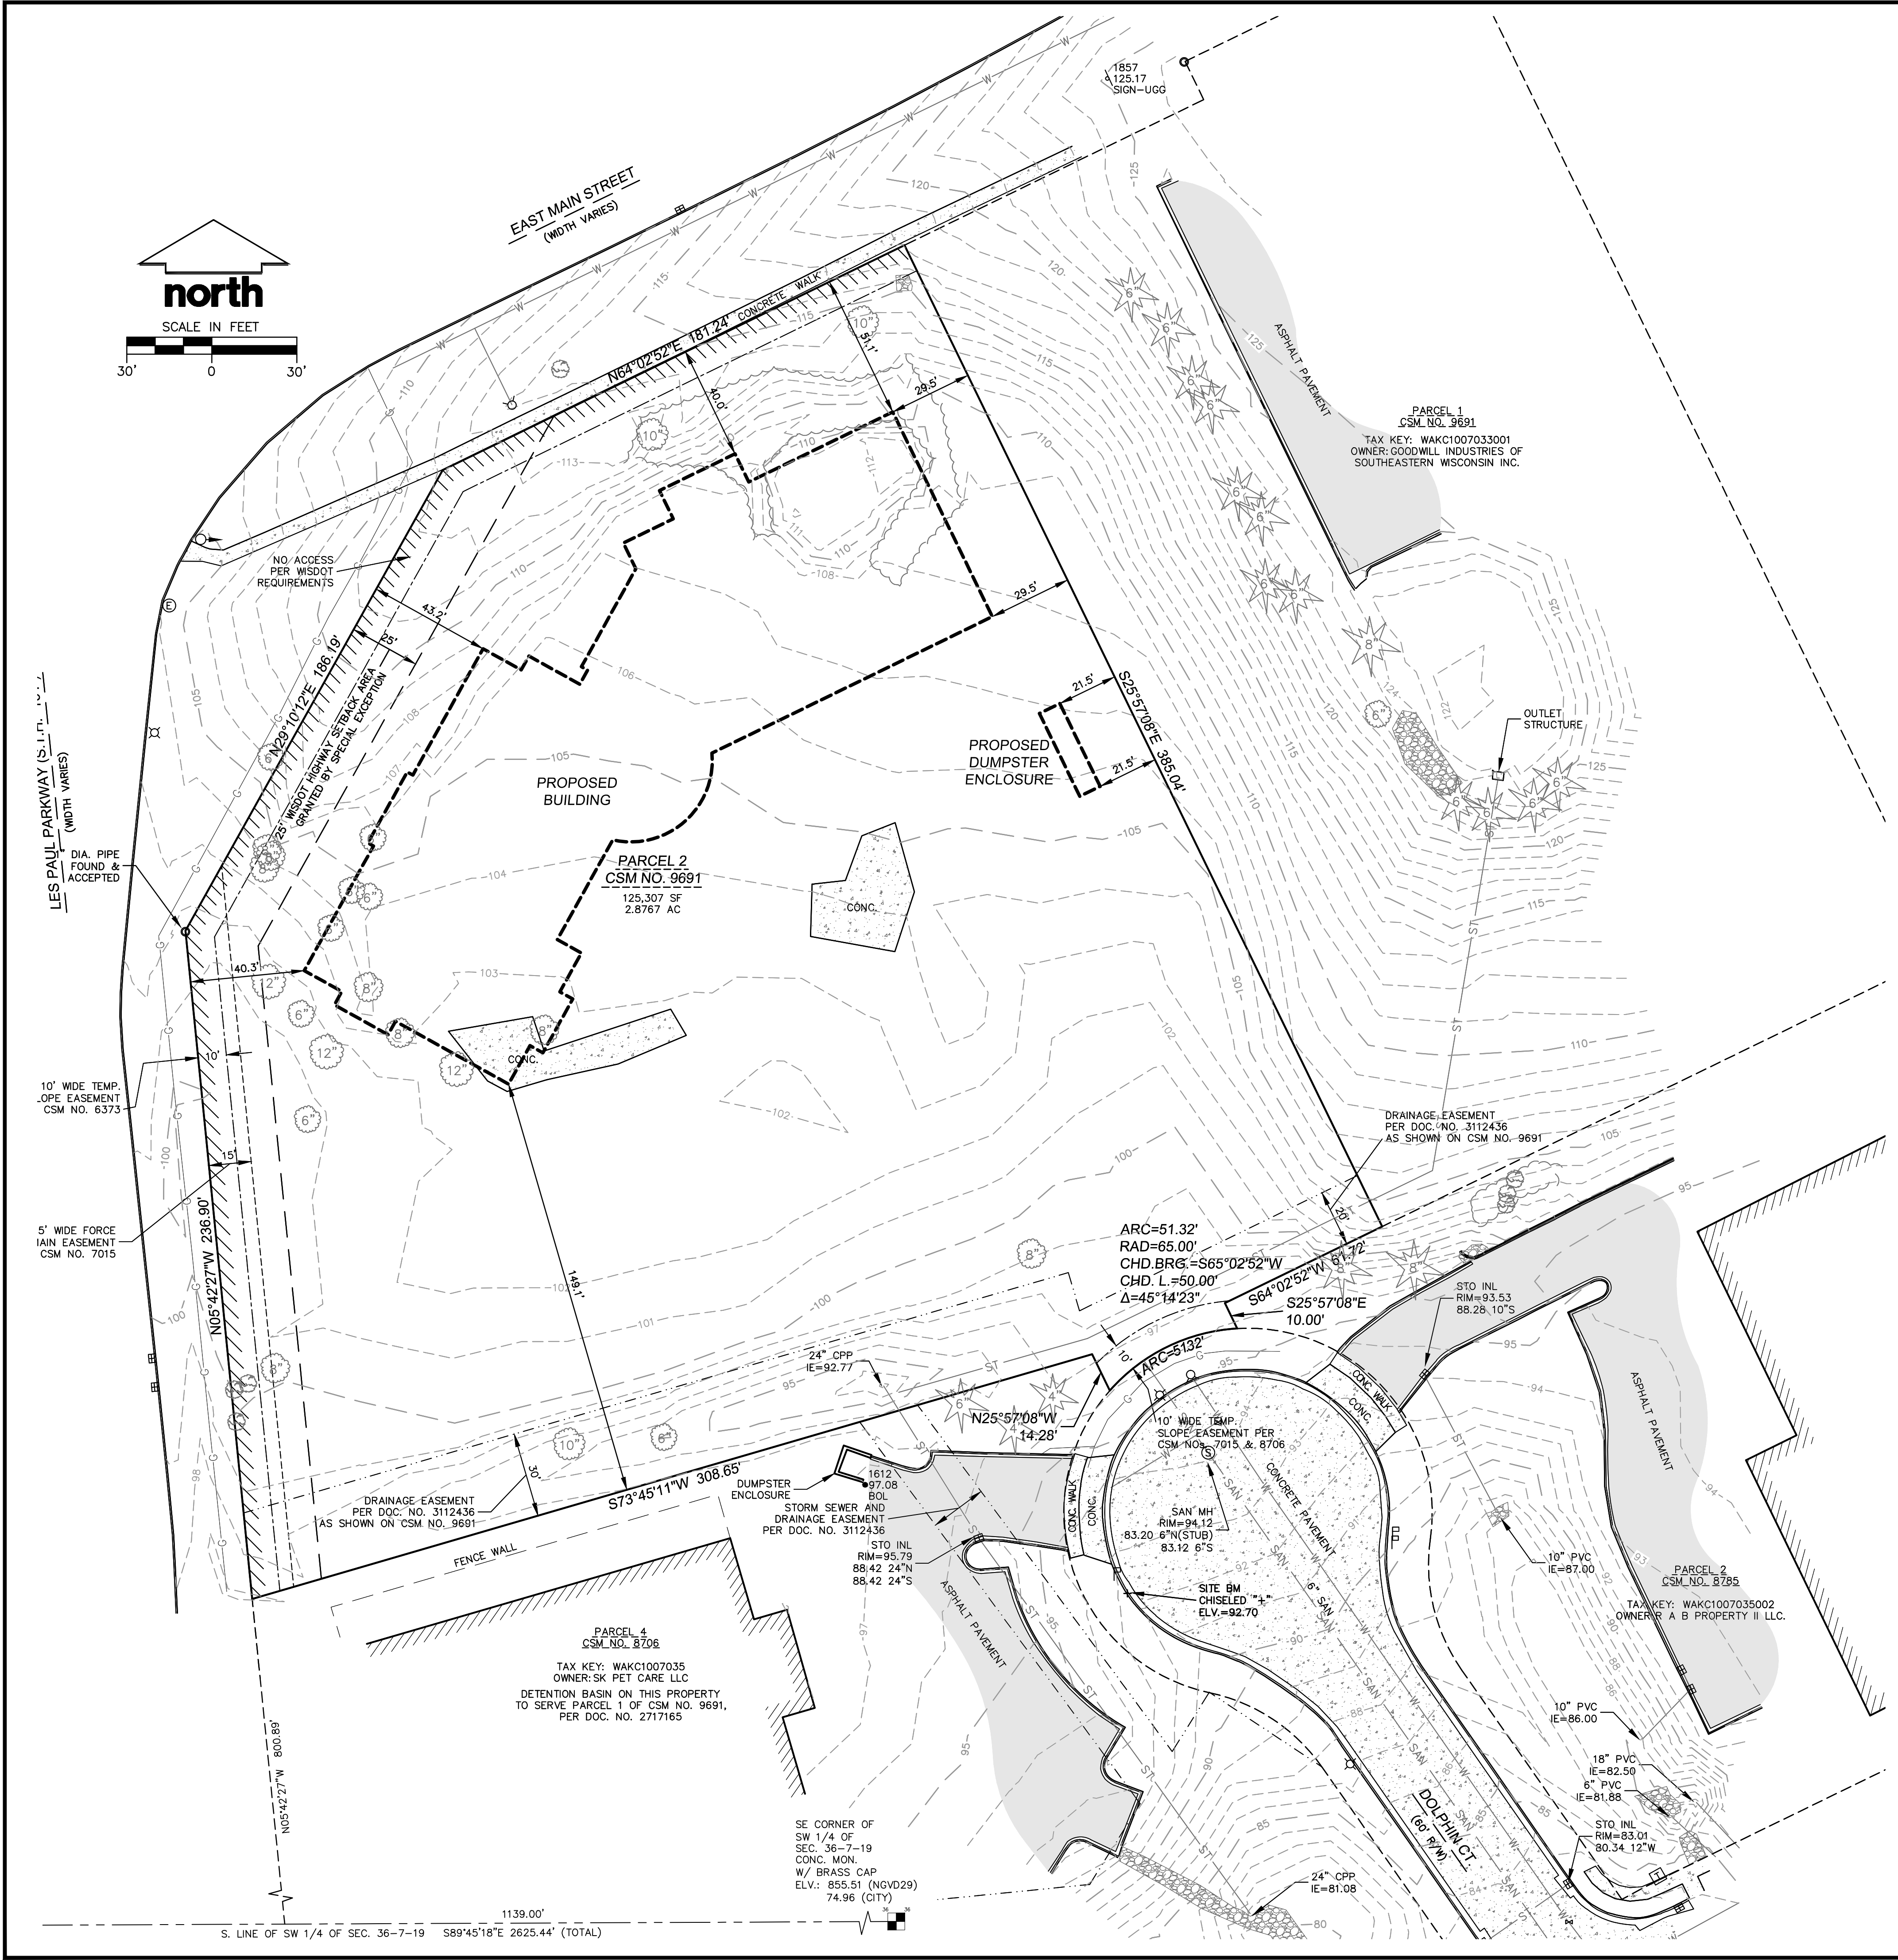 1857
125.17
SIGN-UGG
EAST MAIN STREET
(WIDTH VARIES)
north
SCALE IN FEET
30' 0 30'
N64°02'52"E 181.24'
CONCRETE WALK
51.1'
40.0'
29.5'
29.5'
ASPHALT PAVEMENT
PARCEL 1
CSM NO. 9691
TAX KEY: WAKC1007033001
OWNER: GOODWILL INDUSTRIES OF
SOUTHEASTERN WISCONSIN INC.
NO ACCESS
PER WISDOT
REQUIREMENTS
43.2'
25'
N29°10'12"E 186.19'
25' WISDOT HIGHWAY SETBACK AREA
GRANTED BY SPECIAL EXCEPTION
LES PAUL PARKWAY (S.T.H.
(WIDTH VARIES)
1" DIA. PIPE
FOUND &
ACCEPTED
PROPOSED
BUILDING
PARCEL 2
CSM NO. 9691
125,307 SF
2.8767 AC
PROPOSED
DUMPSTER
ENCLOSURE
21.5'
21.5'
S25°57'08"E 385.04'
OUTLET
STRUCTURE
CONC.
CONC.
40.3'
10'
10' WIDE TEMP.
OPE EASEMENT
CSM NO. 6373
15'
5' WIDE FORCE
AIN EASEMENT
CSM NO. 7015
N05°42'27"W 236.90'
149.1'
DRAINAGE EASEMENT
PER DOC. NO. 3112436
AS SHOWN ON CSM NO. 9691
20'
ARC=51.32'
RAD=65.00'
CHD.BRG.=S65°02'52"W
CHD. L.=50.00'
Δ=45°14'23"
S64°02'52"W 61.72'
S25°57'08"E
10.00'
STO INL
RIM=93.53
88.28 10"S
24" CPP
IE=92.77
10'
ARC=51.32'
N25°57'08"W
14.28'
10' WIDE TEMP.
SLOPE EASEMENT PER
CSM NOs. 7015 & 8706
CONC. WALK
CONC.
ASPHALT PAVEMENT
30'
DRAINAGE EASEMENT
PER DOC. NO. 3112436
AS SHOWN ON CSM NO. 9691
S73°45'11"W 308.65'
FENCE WALL
DUMPSTER
ENCLOSURE
1612
97.08
BOL
STORM SEWER AND
DRAINAGE EASEMENT
PER DOC. NO. 3112436
STO INL
RIM=95.79
88.42 24"N
88.42 24"S
CONC. WALK
CONC.
SAN MH
RIM=94.12
83.20 6"N(STUB)
83.12 6"S
CONCRETE PAVEMENT
6" SAN
SITE BM
CHISELED "+"
ELV.=92.70
ASPHALT PAVEMENT
10" PVC
IE=87.00
PARCEL 2
CSM NO. 8785
TAX KEY: WAKC1007035002
OWNER: R A B PROPERTY II LLC.
PARCEL 4
CSM NO. 8706
TAX KEY: WAKC1007035
OWNER: SK PET CARE LLC
DETENTION BASIN ON THIS PROPERTY
TO SERVE PARCEL 1 OF CSM NO. 9691,
PER DOC. NO. 2717165
10" PVC
IE=86.00
18" PVC
IE=82.50
6" PVC
IE=81.88
STO INL
RIM=83.01
80.34 12"W
DOLPHIN CT.
(60' R/W)
24" CPP
IE=81.08
N05°42'27"W 800.89'
SE CORNER OF
SW 1/4 OF
SEC. 36-7-19
CONC. MON.
W/ BRASS CAP
ELV.: 855.51 (NGVD29)
74.96 (CITY)
36 36
1139.00'
S. LINE OF SW 1/4 OF SEC. 36-7-19 S89°45'18"E 2625.44' (TOTAL)